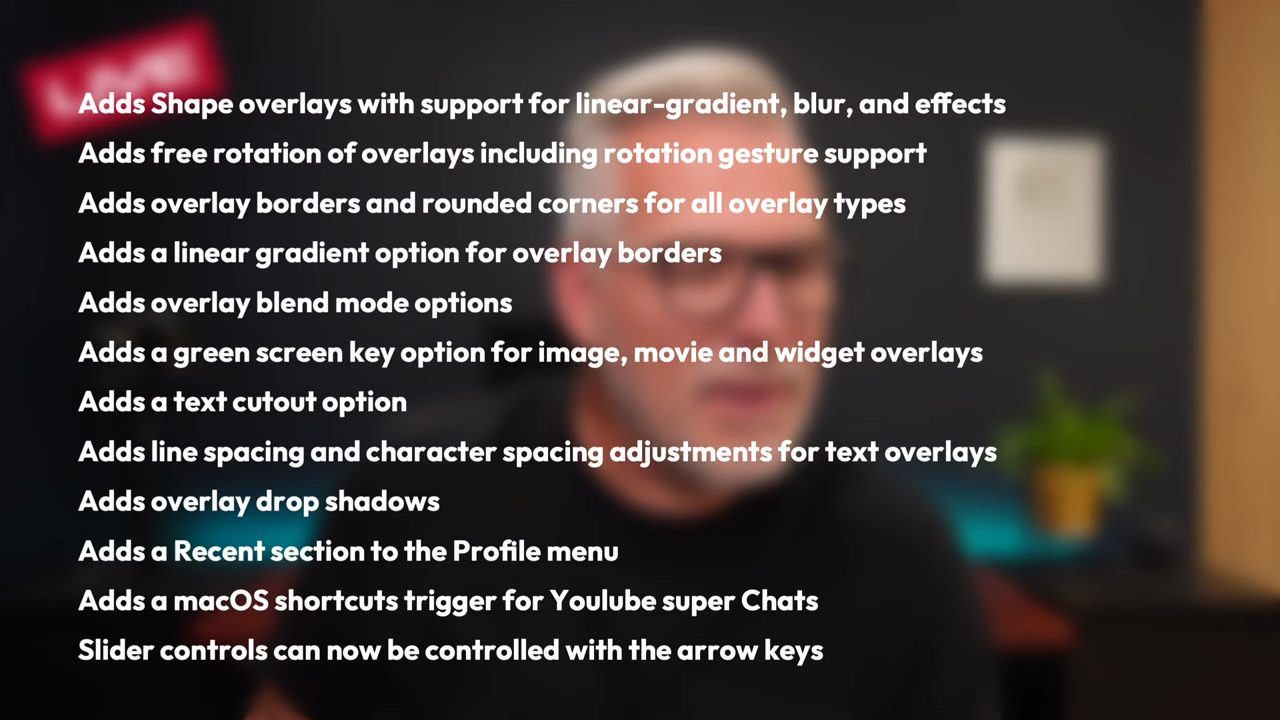 LIVE
Adds Shape overlays with support for linear-gradient, blur, and effects
Adds free rotation of overlays including rotation gesture support
Adds overlay borders and rounded corners for all overlay types
Adds a linear gradient option for overlay borders
Adds overlay blend mode options
Adds a green screen key option for image, movie and widget overlays
Adds a text cutout option
Adds line spacing and character spacing adjustments for text overlays
Adds overlay drop shadows
Adds a Recent section to the Profile menu
Adds a macOS shortcuts trigger for Youlube super Chats
Slider controls can now be controlled with the arrow keys